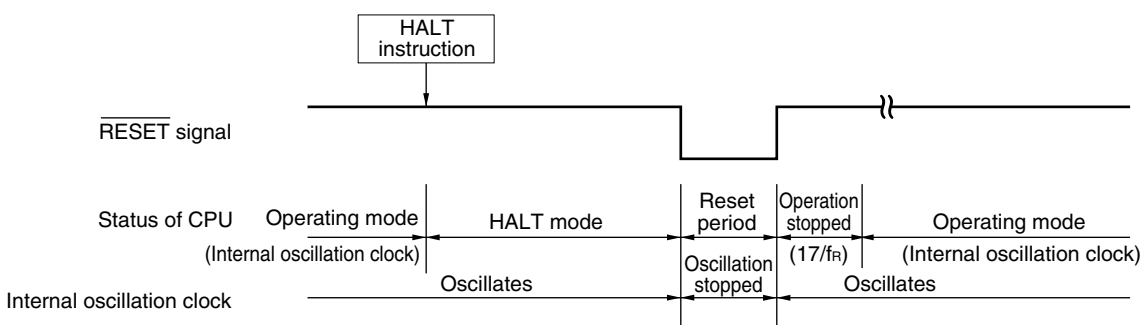 HALT
instruction
RESET signal
Status of CPU
Operating mode
(Internal oscillation clock)
HALT mode
Reset
period
Operation
stopped
(17/fR)
Operating mode
(Internal oscillation clock)
Internal oscillation clock
Oscillates
Oscillation
stopped
Oscillates